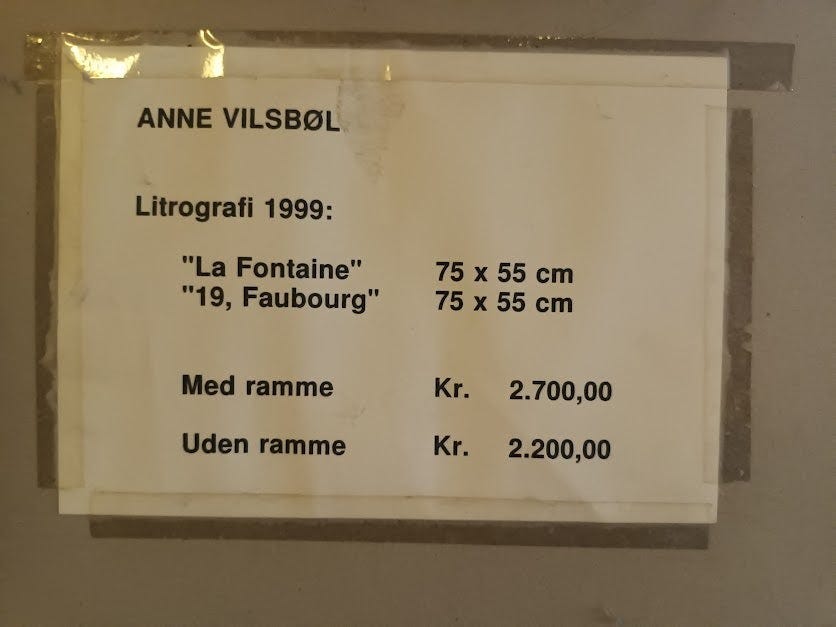 ANNE VILSBØL
Litrografi 1999:
"La Fontaine" 75 x 55 cm
"19, Faubourg" 75 x 55 cm
Med ramme Kr. 2.700,00
Uden ramme Kr. 2.200,00